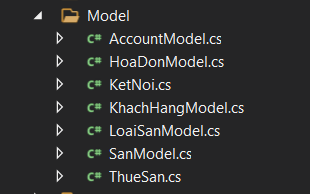 Model
C# AccountModel.cs
C# HoaDonModel.cs
C# KetNoi.cs
C# KhachHangModel.cs
C# LoaiSanModel.cs
C# SanModel.cs
C# ThueSan.cs